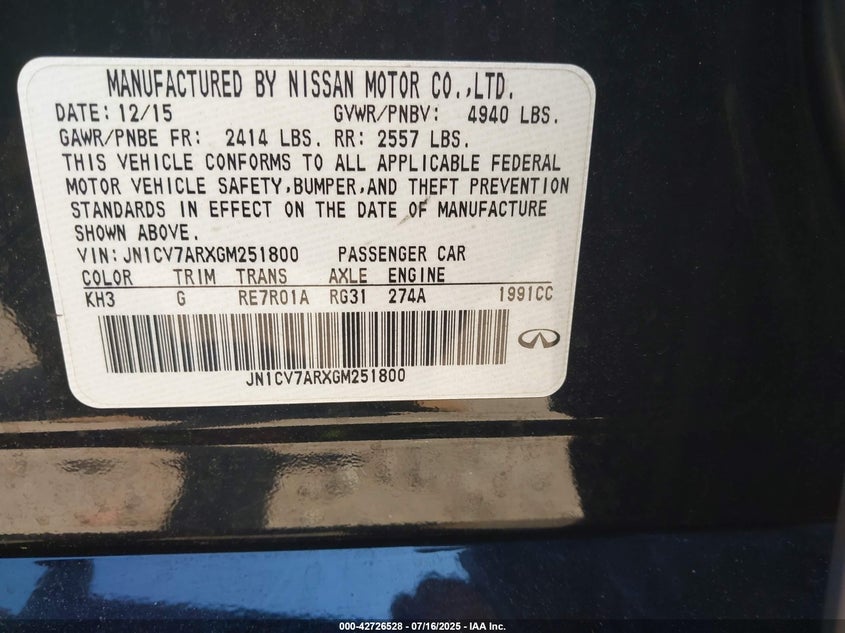 MANUFACTURED BY NISSAN MOTOR CO.,LTD.
DATE: 12/15 GVWR/PNBV: 4940 LBS.
GAWR/PNBE FR: 2414 LBS. RR: 2557 LBS.
THIS VEHICLE CONFORMS TO ALL APPLICABLE FEDERAL
MOTOR VEHICLE SAFETY,BUMPER,AND THEFT PREVENTION
STANDARDS IN EFFECT ON THE DATE OF MANUFACTURE
SHOWN ABOVE.
VIN: JN1CV7ARXGM251800 PASSENGER CAR
COLOR TRIM TRANS AXLE ENGINE
KH3 G RE7R01A RG31 274A 1991CC
JN1CV7ARXGM251800
000-42726528 - 07/16/2025 - IAA Inc.